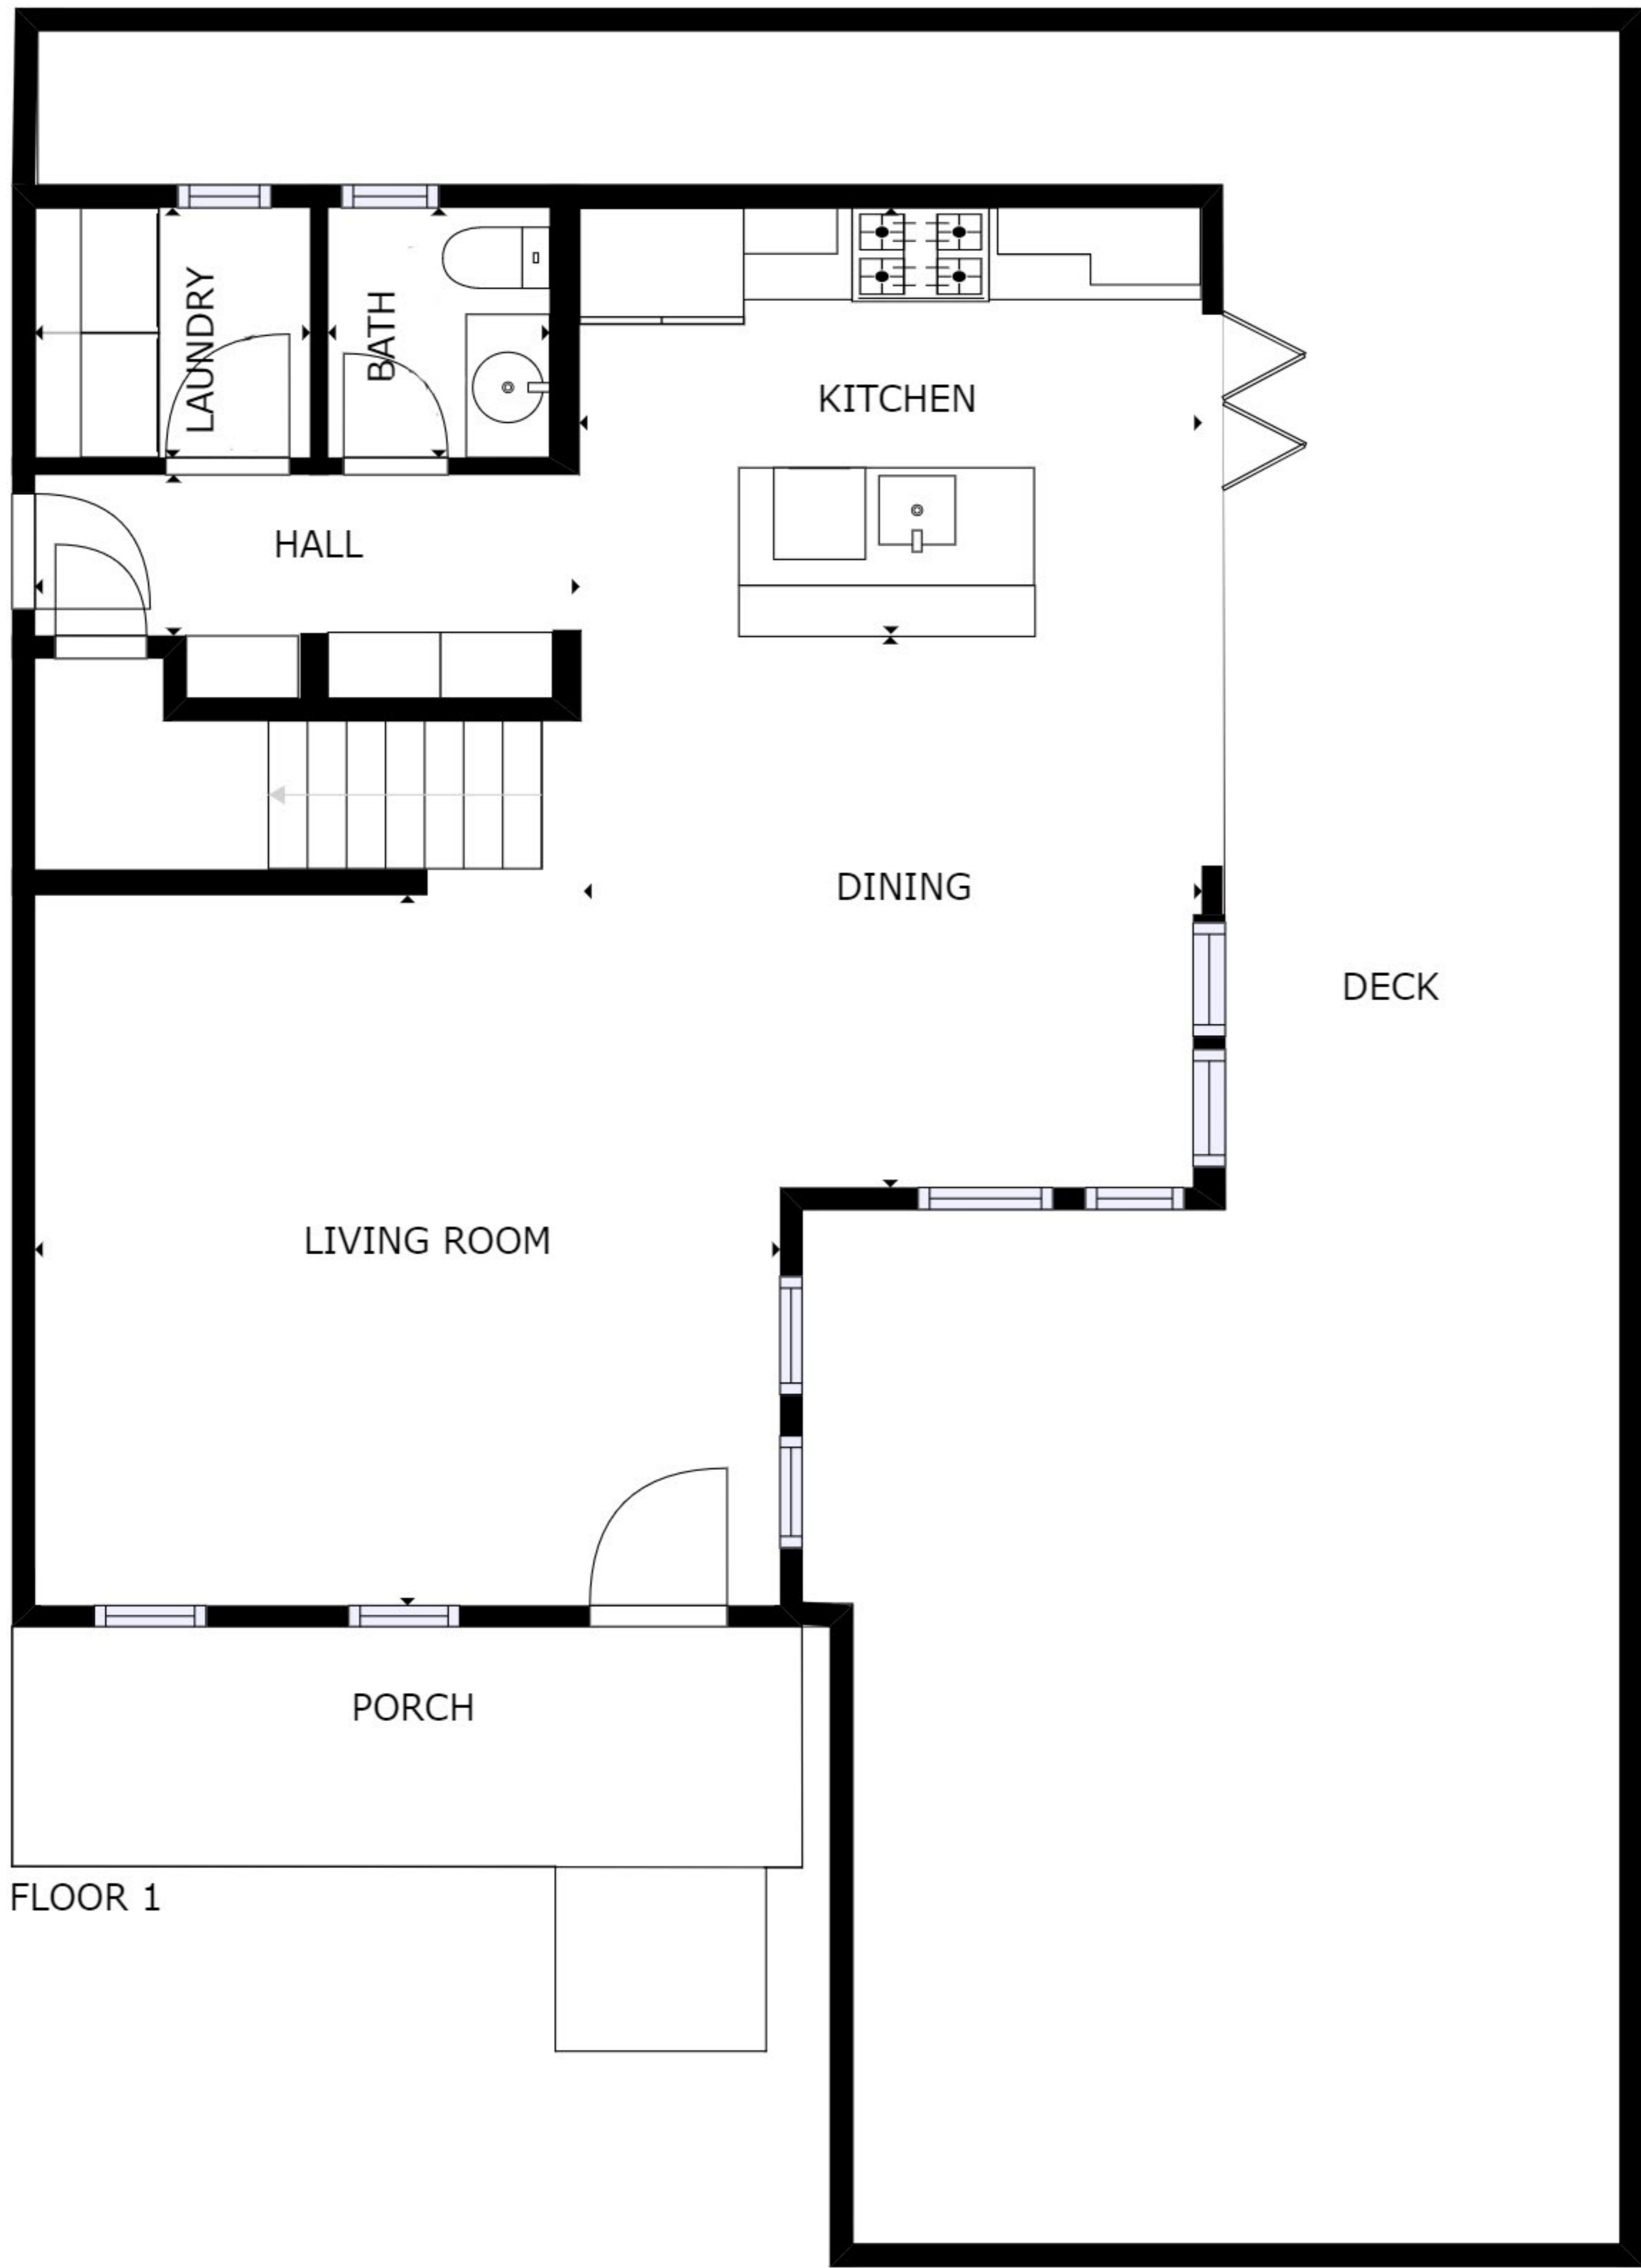 LAUNDRY
BATH
KITCHEN
HALL
DINING
DECK
LIVING ROOM
PORCH
FLOOR 1